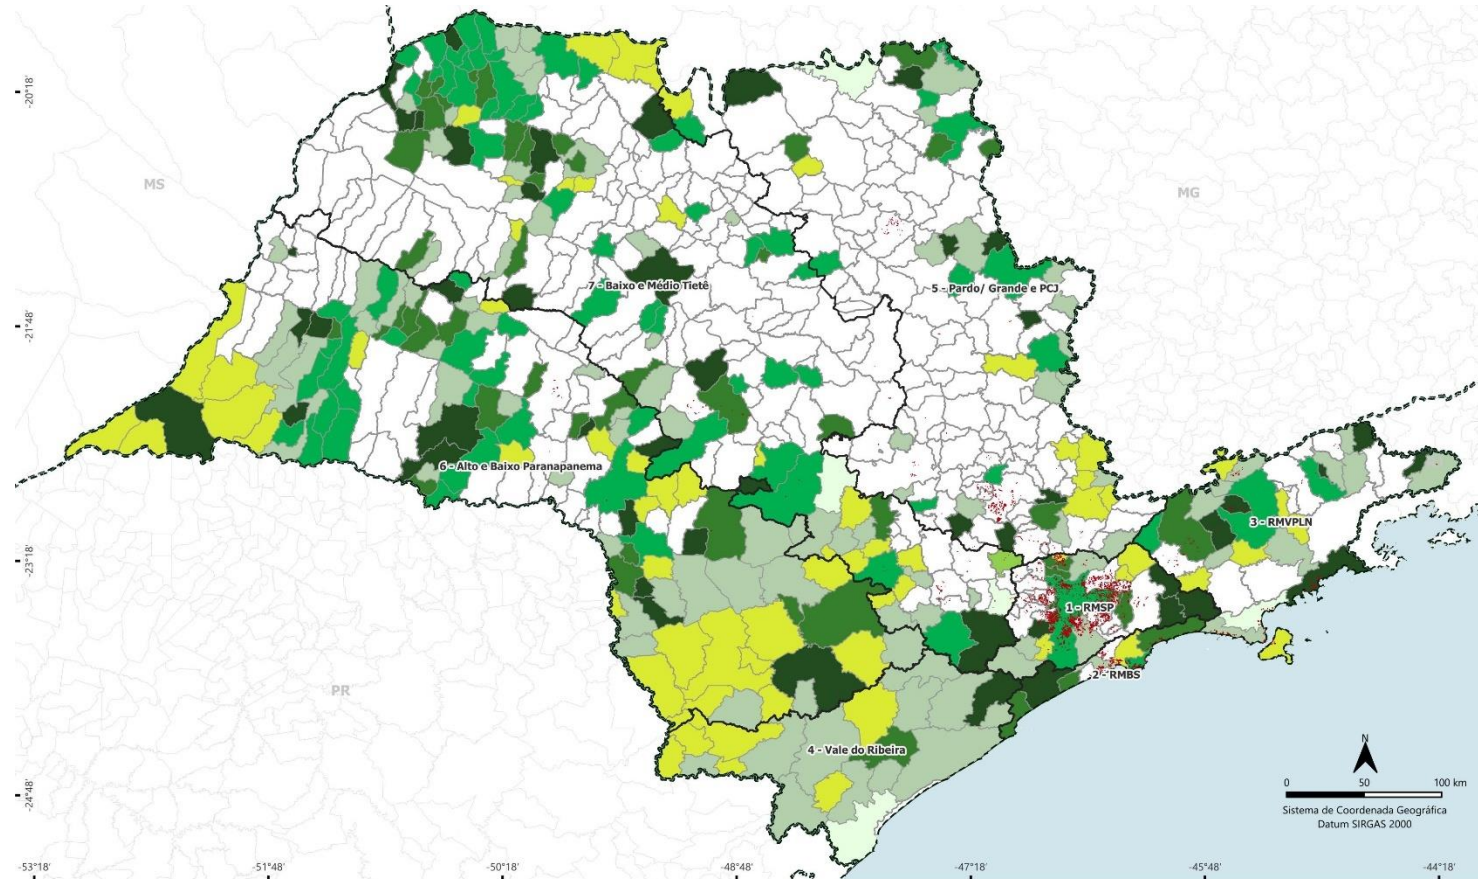 -20°18'
MS
MG
7 - Baixo e Médio Tietê
5 - Pardo/ Grande e PCJ
-21°48'
6 - Alto e Baixo Paranapanema
3 - RMVPLN
-23°18'
1 - RMSP
2 - RMBS
PR
4 - Vale do Ribeira
N
-24°48'
0 50 100 km
Sistema de Coordenada Geográfica
Datum SIRGAS 2000
-53°18' -51°48' -50°18' -48°48' -47°18' -45°48' -44°18'